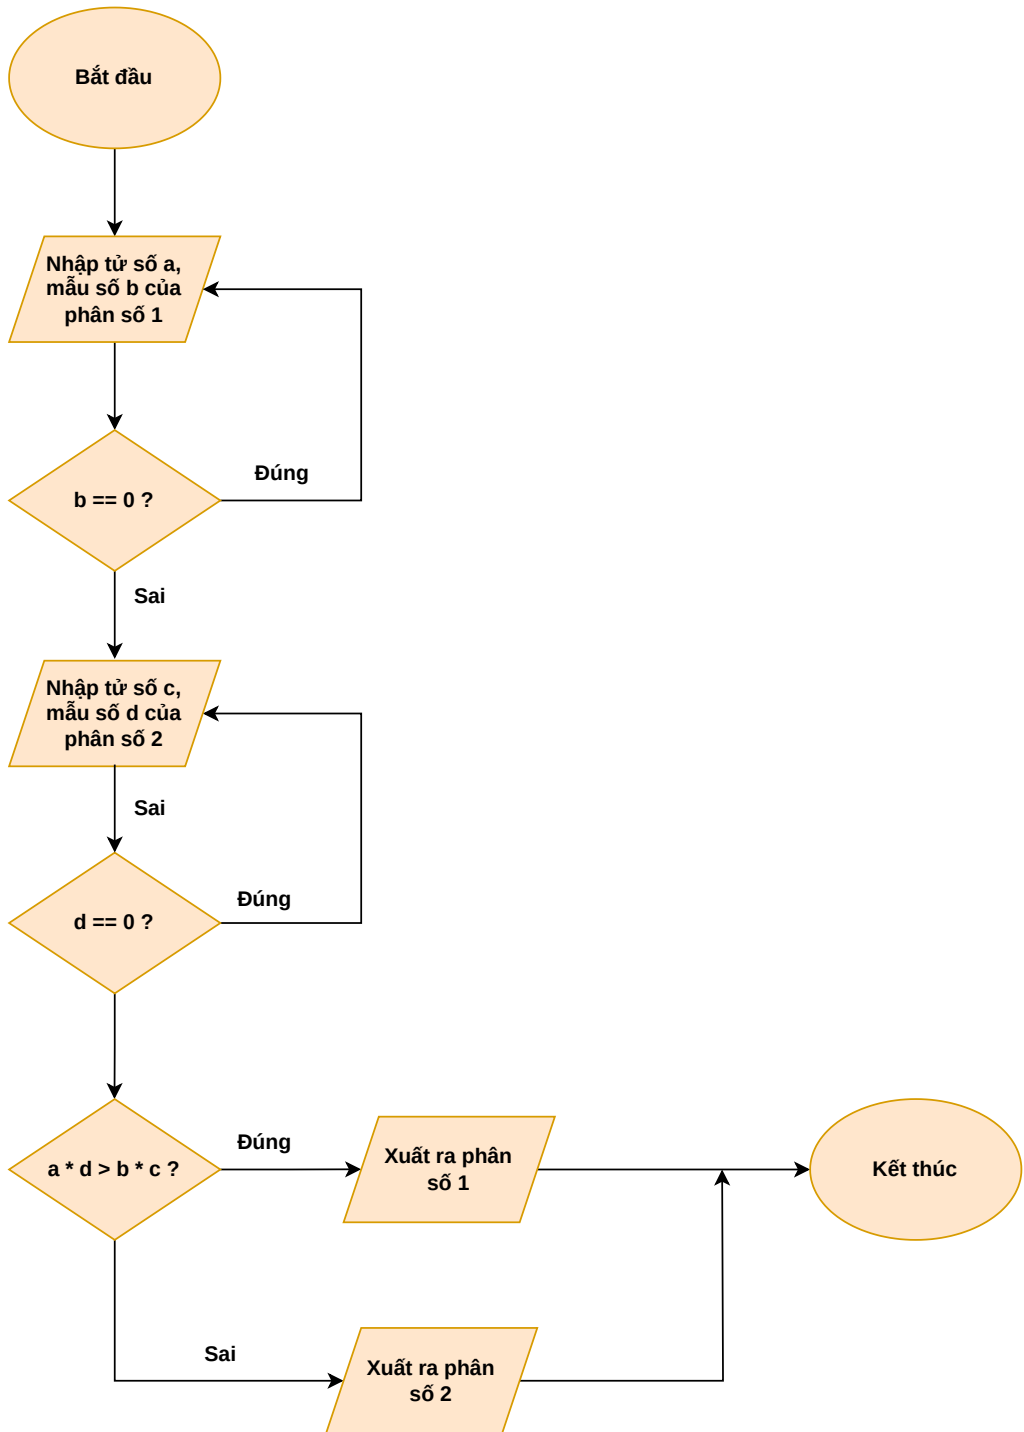 Bắt đầu
Nhập tử số a,
mẫu số b của
phân số 1
Đúng
b == 0 ?
Sai
Nhập tử số c,
mẫu số d của
phân số 2
Sai
Đúng
d == 0 ?
Đúng
a * d > b * c ?
Xuất ra phân
số 1
Kết thúc
Sai
Xuất ra phân
số 2